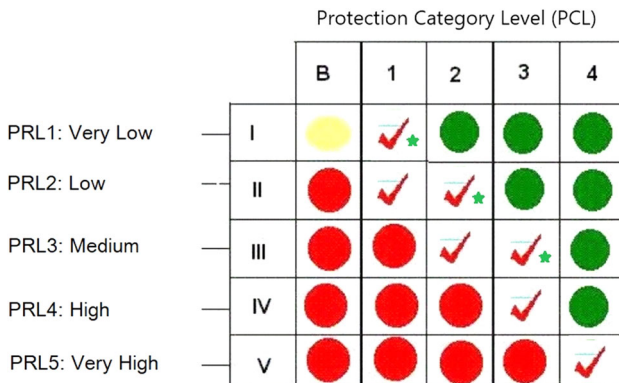 Protection Category Level (PCL)
B 1 2 3 4
PRL1: Very Low I
PRL2: Low II
PRL3: Medium III
PRL4: High IV
PRL5: Very High V